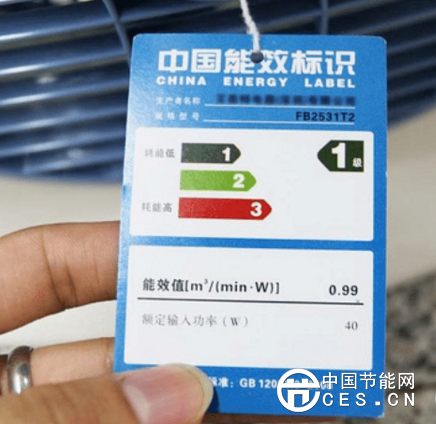 中国能效标识
CHINA ENERGY LABEL
生产者名称
规格型号 FB2531T2
耗能低 1 1级
2
耗能高 3
能效值[m³/(min·W)] 0.99
额定输入功率(W) 40
标准:GB 120
中国节能网
CES.CN